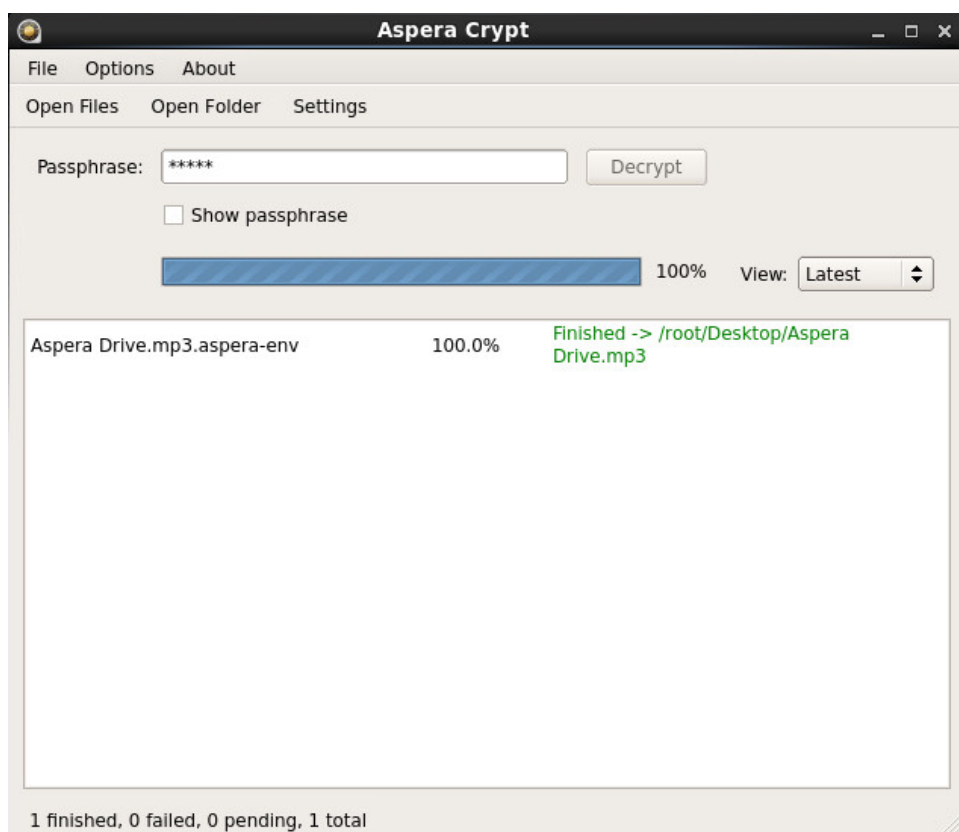 Aspera Crypt
File Options About
Open Files Open Folder Settings
Passphrase: ***** Decrypt
Show passphrase
100% View: Latest
Aspera Drive.mp3.aspera-env 100.0% Finished -> /root/Desktop/Aspera
Drive.mp3
1 finished, 0 failed, 0 pending, 1 total